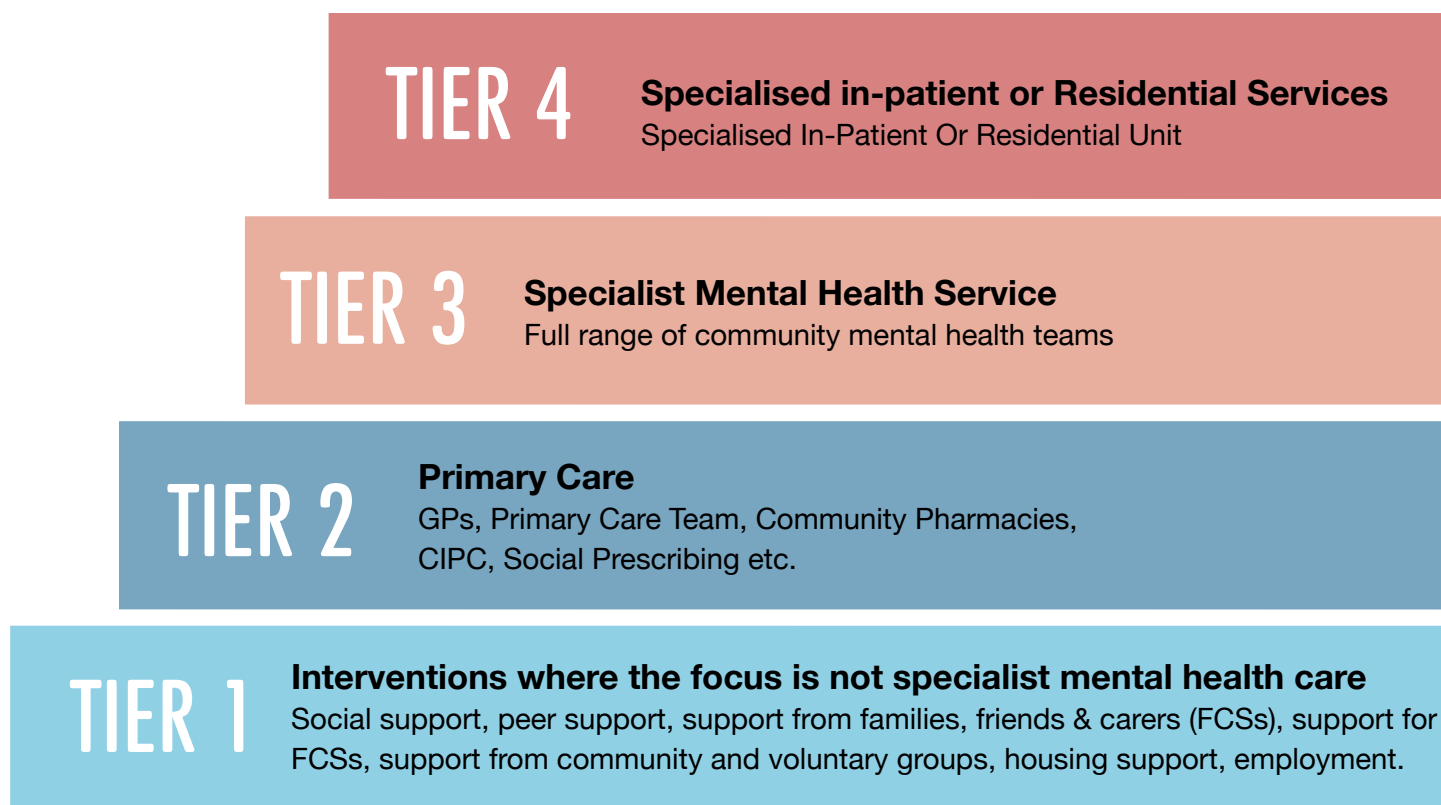 TIER 4
Specialised in-patient or Residential Services
Specialised In-Patient Or Residential Unit
TIER 3
Specialist Mental Health Service
Full range of community mental health teams
TIER 2
Primary Care
GPs, Primary Care Team, Community Pharmacies,
CIPC, Social Prescribing etc.
TIER 1
Interventions where the focus is not specialist mental health care
Social support, peer support, support from families, friends & carers (FCSs), support for
FCSs, support from community and voluntary groups, housing support, employment.